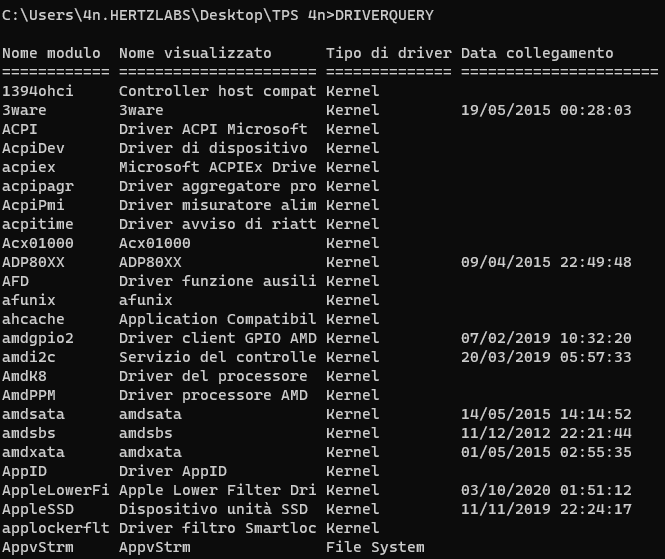 C:\Users\4n.HERTZLABS\Desktop\TPS 4n>DRIVERQUERY
Nome modulo  Nome visualizzato      Tipo di driver Data collegamento
============ ====================== ============== ======================
1394ohci     Controller host compat Kernel
3ware        3ware                  Kernel         19/05/2015 00:28:03
ACPI         Driver ACPI Microsoft  Kernel
AcpiDev      Driver di dispositivo  Kernel
acpiex       Microsoft ACPIEx Drive Kernel
acpipagr     Driver aggregatore pro Kernel
AcpiPmi      Driver misuratore alim Kernel
acpitime     Driver avviso di riatt Kernel
Acx01000     Acx01000               Kernel
ADP80XX      ADP80XX                Kernel         09/04/2015 22:49:48
AFD          Driver funzione ausili Kernel
afunix       afunix                 Kernel
ahcache      Application Compatibil Kernel
amdgpio2     Driver client GPIO AMD Kernel         07/02/2019 10:32:20
amdi2c       Servizio del controlle Kernel         20/03/2019 05:57:33
AmdK8        Driver del processore  Kernel
AmdPPM       Driver processore AMD  Kernel
amdsata      amdsata                Kernel         14/05/2015 14:14:52
amdsbs       amdsbs                 Kernel         11/12/2012 22:21:44
amdxata      amdxata                Kernel         01/05/2015 02:55:35
AppID        Driver AppID           Kernel
AppleLowerFi Apple Lower Filter Dri Kernel         03/10/2020 01:51:12
AppleSSD     Dispositivo unità SSD  Kernel         11/11/2019 22:24:17
applockerflt Driver filtro Smartloc Kernel
AppvStrm     AppvStrm               File System